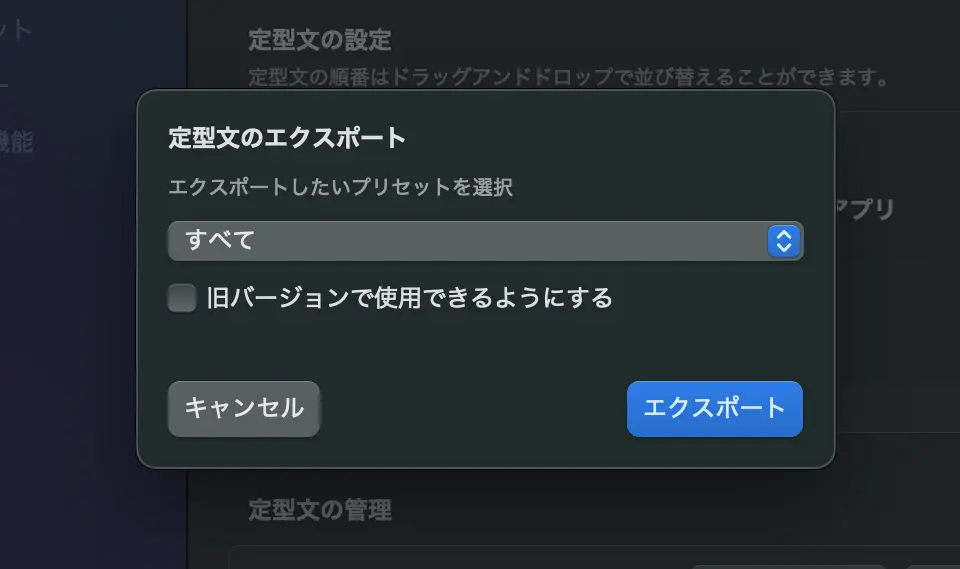 ット
定型文の設定
定型文の順番はドラッグアンドドロップで並び替えることができます。
機能
定型文のエクスポート
エクスポートしたいプリセットを選択
アプリ
すべて
旧バージョンで使用できるようにする
キャンセル
エクスポート
定型文の管理